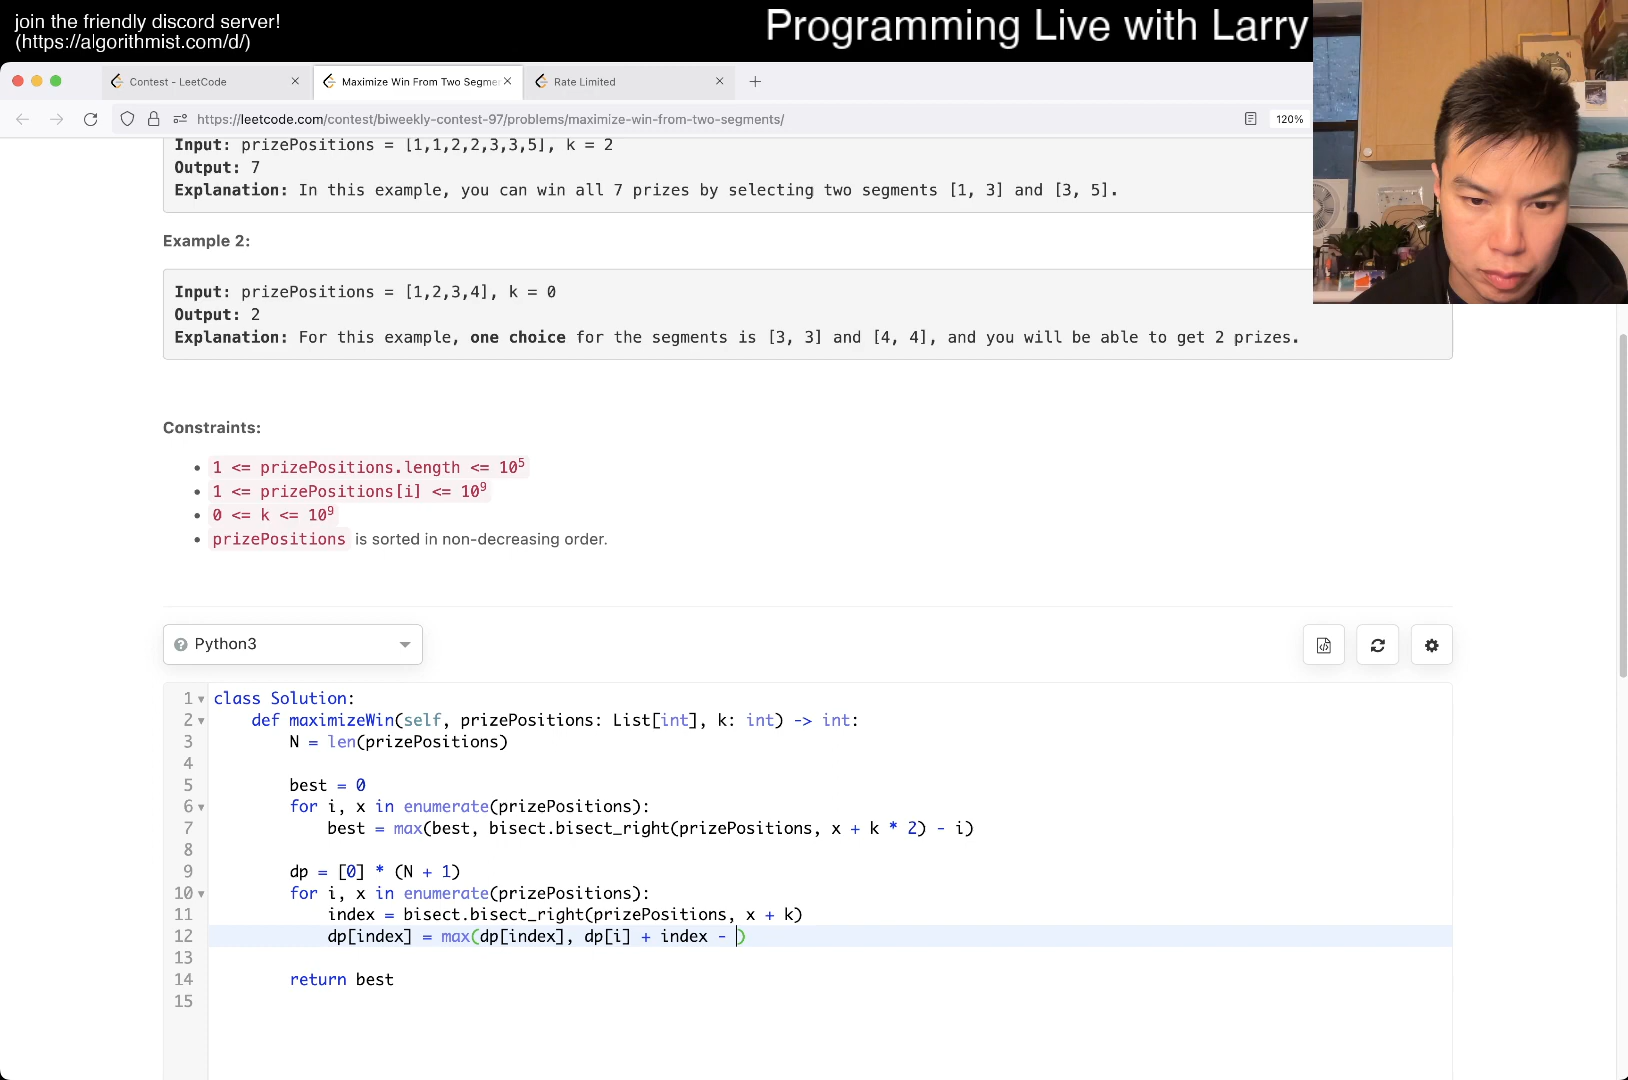 join the friendly discord server!
(https://algorithmist.com/d/)
Programming Live with Larry
Contest - LeetCode
Maximize Win From Two Segme
Rate Limited
https://leetcode.com/contest/biweekly-contest-97/problems/maximize-win-from-two-segments/
120%
Input: prizePositions = [1,1,2,2,3,3,5], k = 2
Output: 7
Explanation: In this example, you can win all 7 prizes by selecting two segments [1, 3] and [3, 5].
Example 2:
Input: prizePositions = [1,2,3,4], k = 0
Output: 2
Explanation: For this example, one choice for the segments is [3, 3] and [4, 4], and you will be able to get 2 prizes.
Constraints:
1 <= prizePositions.length <= 10^5
1 <= prizePositions[i] <= 10^9
0 <= k <= 10^9
prizePositions is sorted in non-decreasing order.
Python3
1 class Solution:
2 def maximizeWin(self, prizePositions: List[int], k: int) -> int:
3 N = len(prizePositions)
4
5 best = 0
6 for i, x in enumerate(prizePositions):
7 best = max(best, bisect.bisect_right(prizePositions, x + k * 2) - i)
8
9 dp = [0] * (N + 1)
10 for i, x in enumerate(prizePositions):
11 index = bisect.bisect_right(prizePositions, x + k)
12 dp[index] = max(dp[index], dp[i] + index - )
13
14 return best
15